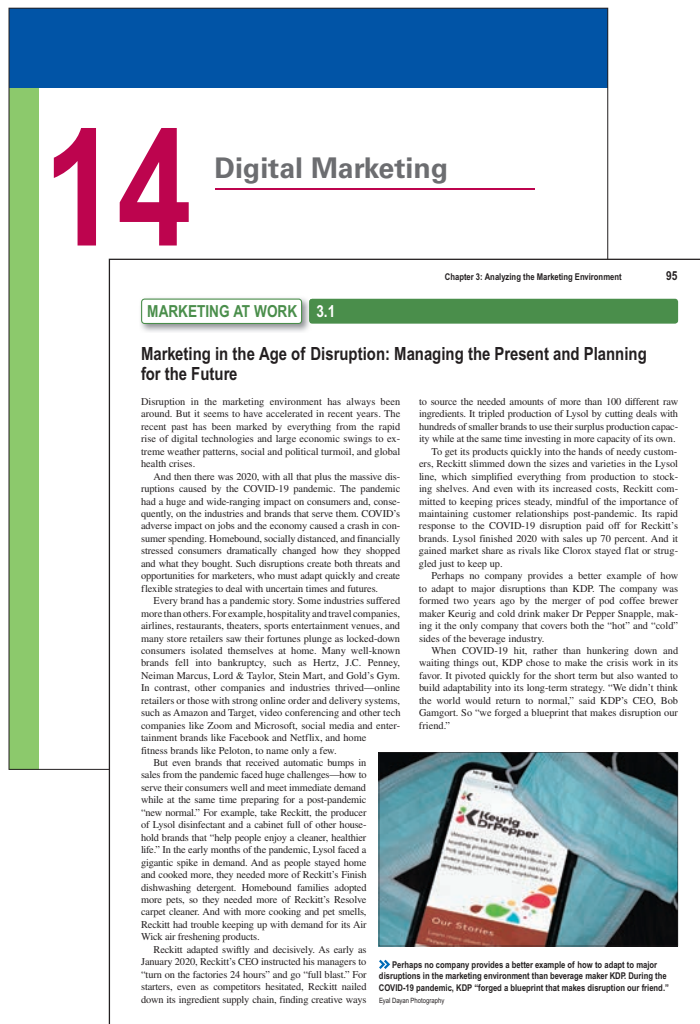 14
Digital Marketing
Chapter 3: Analyzing the Marketing Environment 95
MARKETING AT WORK 3.1
Marketing in the Age of Disruption: Managing the Present and Planning
for the Future
Disruption in the marketing environment has always been
around. But it seems to have accelerated in recent years. The
recent past has been marked by everything from the rapid
rise of digital technologies and large economic swings to ex-
treme weather patterns, social and political turmoil, and global
health crises.
And then there was 2020, with all that plus the massive dis-
ruptions caused by the COVID-19 pandemic. The pandemic
had a huge and wide-ranging impact on consumers and, conse-
quently, on the industries and brands that serve them. COVID’s
adverse impact on jobs and the economy caused a crash in con-
sumer spending. Homebound, socially distanced, and financially
stressed consumers dramatically changed how they shopped
and what they bought. Such disruptions create both threats and
opportunities for marketers, who must adapt quickly and create
flexible strategies to deal with uncertain times and futures.
Every brand has a pandemic story. Some industries suffered
more than others. For example, hospitality and travel companies,
airlines, restaurants, theaters, sports entertainment venues, and
many store retailers saw their fortunes plunge as locked-down
consumers isolated themselves at home. Many well-known
brands fell into bankruptcy, such as Hertz, J.C. Penney,
Neiman Marcus, Lord & Taylor, Stein Mart, and Gold’s Gym.
In contrast, other companies and industries thrived—online
retailers or those with strong online order and delivery systems,
such as Amazon and Target, video conferencing and other tech
companies like Zoom and Microsoft, social media and enter-
tainment brands like Facebook and Netflix, and home
fitness brands like Peloton, to name only a few.
But even brands that received automatic bumps in
sales from the pandemic faced huge challenges—how to
serve their consumers well and meet immediate demand
while at the same time preparing for a post-pandemic
“new normal.” For example, take Reckitt, the producer
of Lysol disinfectant and a cabinet full of other house-
hold brands that “help people enjoy a cleaner, healthier
life.” In the early months of the pandemic, Lysol faced a
gigantic spike in demand. And as people stayed home
and cooked more, they needed more of Reckitt’s Finish
dishwashing detergent. Homebound families adopted
more pets, so they needed more of Reckitt’s Resolve
carpet cleaner. And with more cooking and pet smells,
Reckitt had trouble keeping up with demand for its Air
Wick air freshening products.
Reckitt adapted swiftly and decisively. As early as
January 2020, Reckitt’s CEO instructed his managers to
“turn on the factories 24 hours” and go “full blast.” For
starters, even as competitors hesitated, Reckitt nailed
down its ingredient supply chain, finding creative ways
to source the needed amounts of more than 100 different raw
ingredients. It tripled production of Lysol by cutting deals with
hundreds of smaller brands to use their surplus production capac-
ity while at the same time investing in more capacity of its own.
To get its products quickly into the hands of needy custom-
ers, Reckitt slimmed down the sizes and varieties in the Lysol
line, which simplified everything from production to stock-
ing shelves. And even with its increased costs, Reckitt com-
mitted to keeping prices steady, mindful of the importance of
maintaining customer relationships post-pandemic. Its rapid
response to the COVID-19 disruption paid off for Reckitt’s
brands. Lysol finished 2020 with sales up 70 percent. And it
gained market share as rivals like Clorox stayed flat or strug-
gled just to keep up.
Perhaps no company provides a better example of how
to adapt to major disruptions than KDP. The company was
formed two years ago by the merger of pod coffee brewer
maker Keurig and cold drink maker Dr Pepper Snapple, mak-
ing it the only company that covers both the “hot” and “cold”
sides of the beverage industry.
When COVID-19 hit, rather than hunkering down and
waiting things out, KDP chose to make the crisis work in its
favor. It pivoted quickly for the short term but also wanted to
build adaptability into its long-term strategy. “We didn’t think
the world would return to normal,” said KDP’s CEO, Bob
Gamgort. So “we forged a blueprint that makes disruption our
friend.”
Keurig
DrPepper
Welcome to Keurig Dr Pepper – a
leading producer and distributor of
hot and cold beverages to satisfy
every consumer need, anytime and
anywhere
Our Stories
Perhaps no company provides a better example of how to adapt to major
disruptions in the marketing environment than beverage maker KDP. During the
COVID-19 pandemic, KDP “forged a blueprint that makes disruption our friend.”
Eyal Dayan Photography